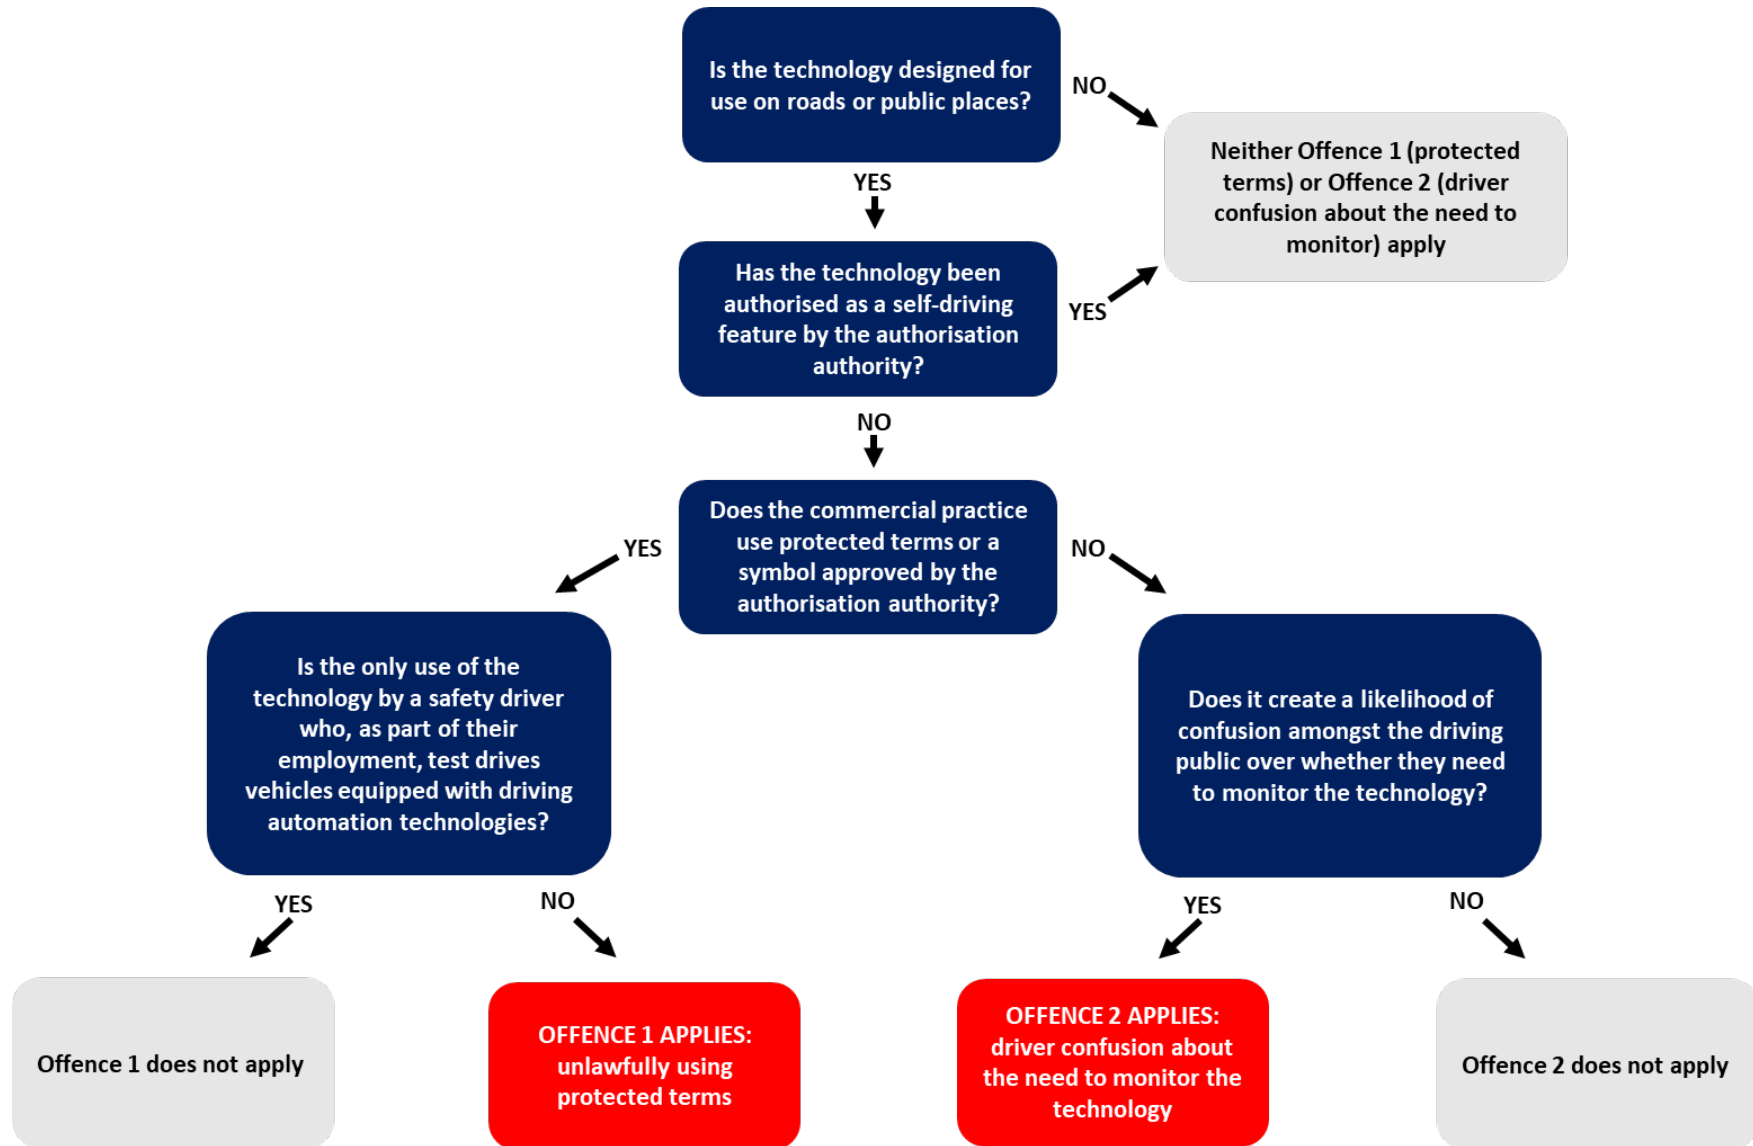 Is the technology designed for
use on roads or public places?
NO
Neither Offence 1 (protected
terms) or Offence 2 (driver
confusion about the need to
monitor) apply
YES
Has the technology been
authorised as a self-driving
feature by the authorisation
authority?
YES
NO
Does the commercial practice
use protected terms or a
symbol approved by the
authorisation authority?
YES
NO
Is the only use of the
technology by a safety driver
who, as part of their
employment, test drives
vehicles equipped with driving
automation technologies?
Does it create a likelihood of
confusion amongst the driving
public over whether they need
to monitor the technology?
YES
NO
YES
NO
Offence 1 does not apply
OFFENCE 1 APPLIES:
unlawfully using
protected terms
OFFENCE 2 APPLIES:
driver confusion about
the need to monitor the
technology
Offence 2 does not apply